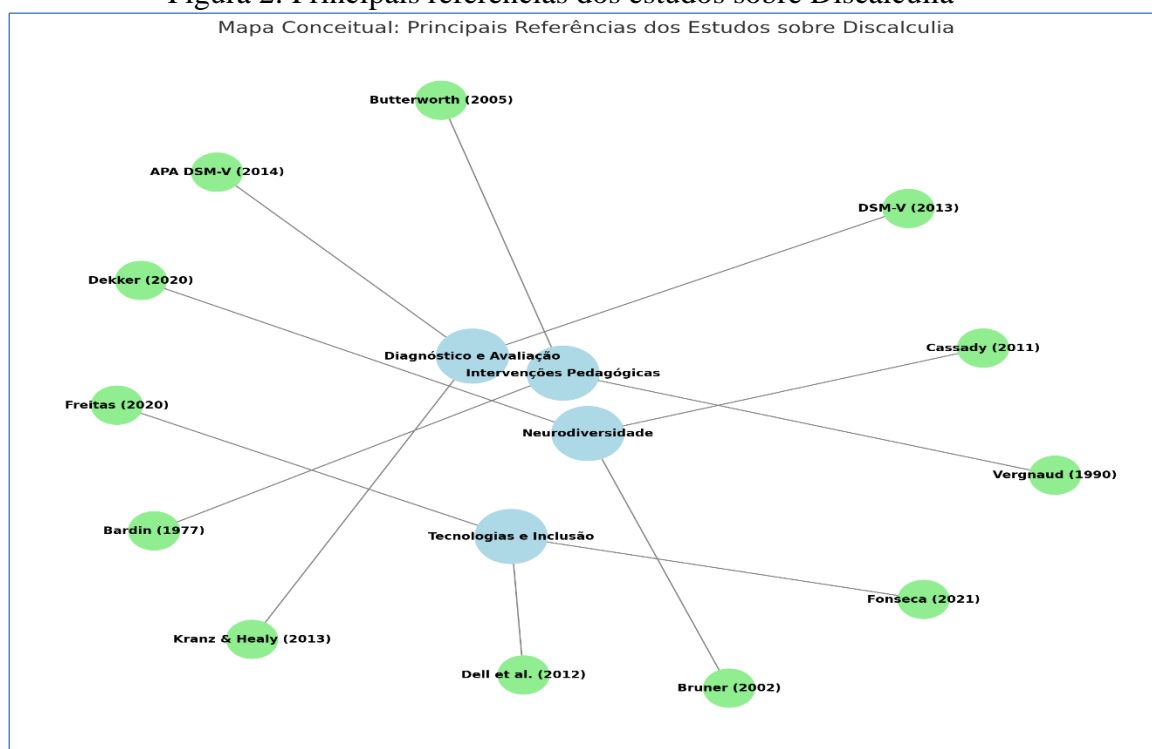 Figura 2: Principais referências dos estudos sobre Discalculia
Mapa Conceitual: Principais Referências dos Estudos sobre Discalculia
Butterworth (2005)
APA DSM-V (2014)
DSM-V (2013)
Dekker (2020)
Cassady (2011)
Diagnóstico e Avaliação
Intervenções Pedagógicas
Freitas (2020)
Neurodiversidade
Vergnaud (1990)
Bardin (1977)
Tecnologias e Inclusão
Fonseca (2021)
Kranz & Healy (2013)
Dell et al. (2012)
Bruner (2002)